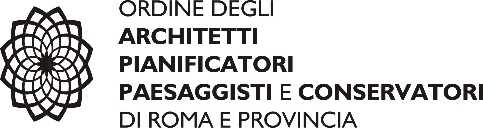 ORDINE DEGLI
ARCHITETTI
PIANIFICATORI
PAESAGGISTI E CONSERVATORI
DI ROMA E PROVINCIA